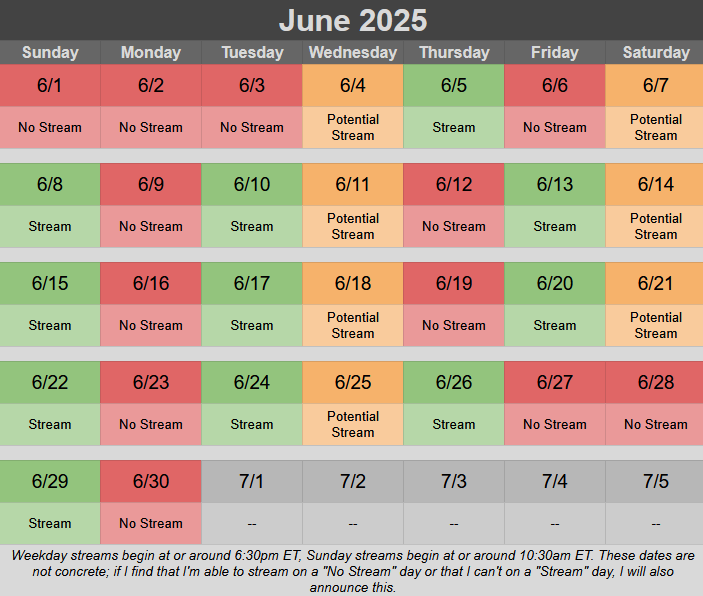 June 2025
Sunday Monday Tuesday Wednesday Thursday Friday Saturday
6/1 6/2 6/3 6/4 6/5 6/6 6/7
No Stream No Stream No Stream Potential Stream Stream No Stream Potential Stream
6/8 6/9 6/10 6/11 6/12 6/13 6/14
Stream No Stream Stream Potential Stream No Stream Stream Potential Stream
6/15 6/16 6/17 6/18 6/19 6/20 6/21
Stream No Stream Stream Potential Stream No Stream Stream Potential Stream
6/22 6/23 6/24 6/25 6/26 6/27 6/28
Stream No Stream Stream Potential Stream Stream No Stream No Stream
6/29 6/30 7/1 7/2 7/3 7/4 7/5
Stream No Stream -- -- -- -- --
Weekday streams begin at or around 6:30pm ET, Sunday streams begin at or around 10:30am ET. These dates are
not concrete; if I find that I'm able to stream on a "No Stream" day or that I can't on a "Stream" day, I will also
announce this.